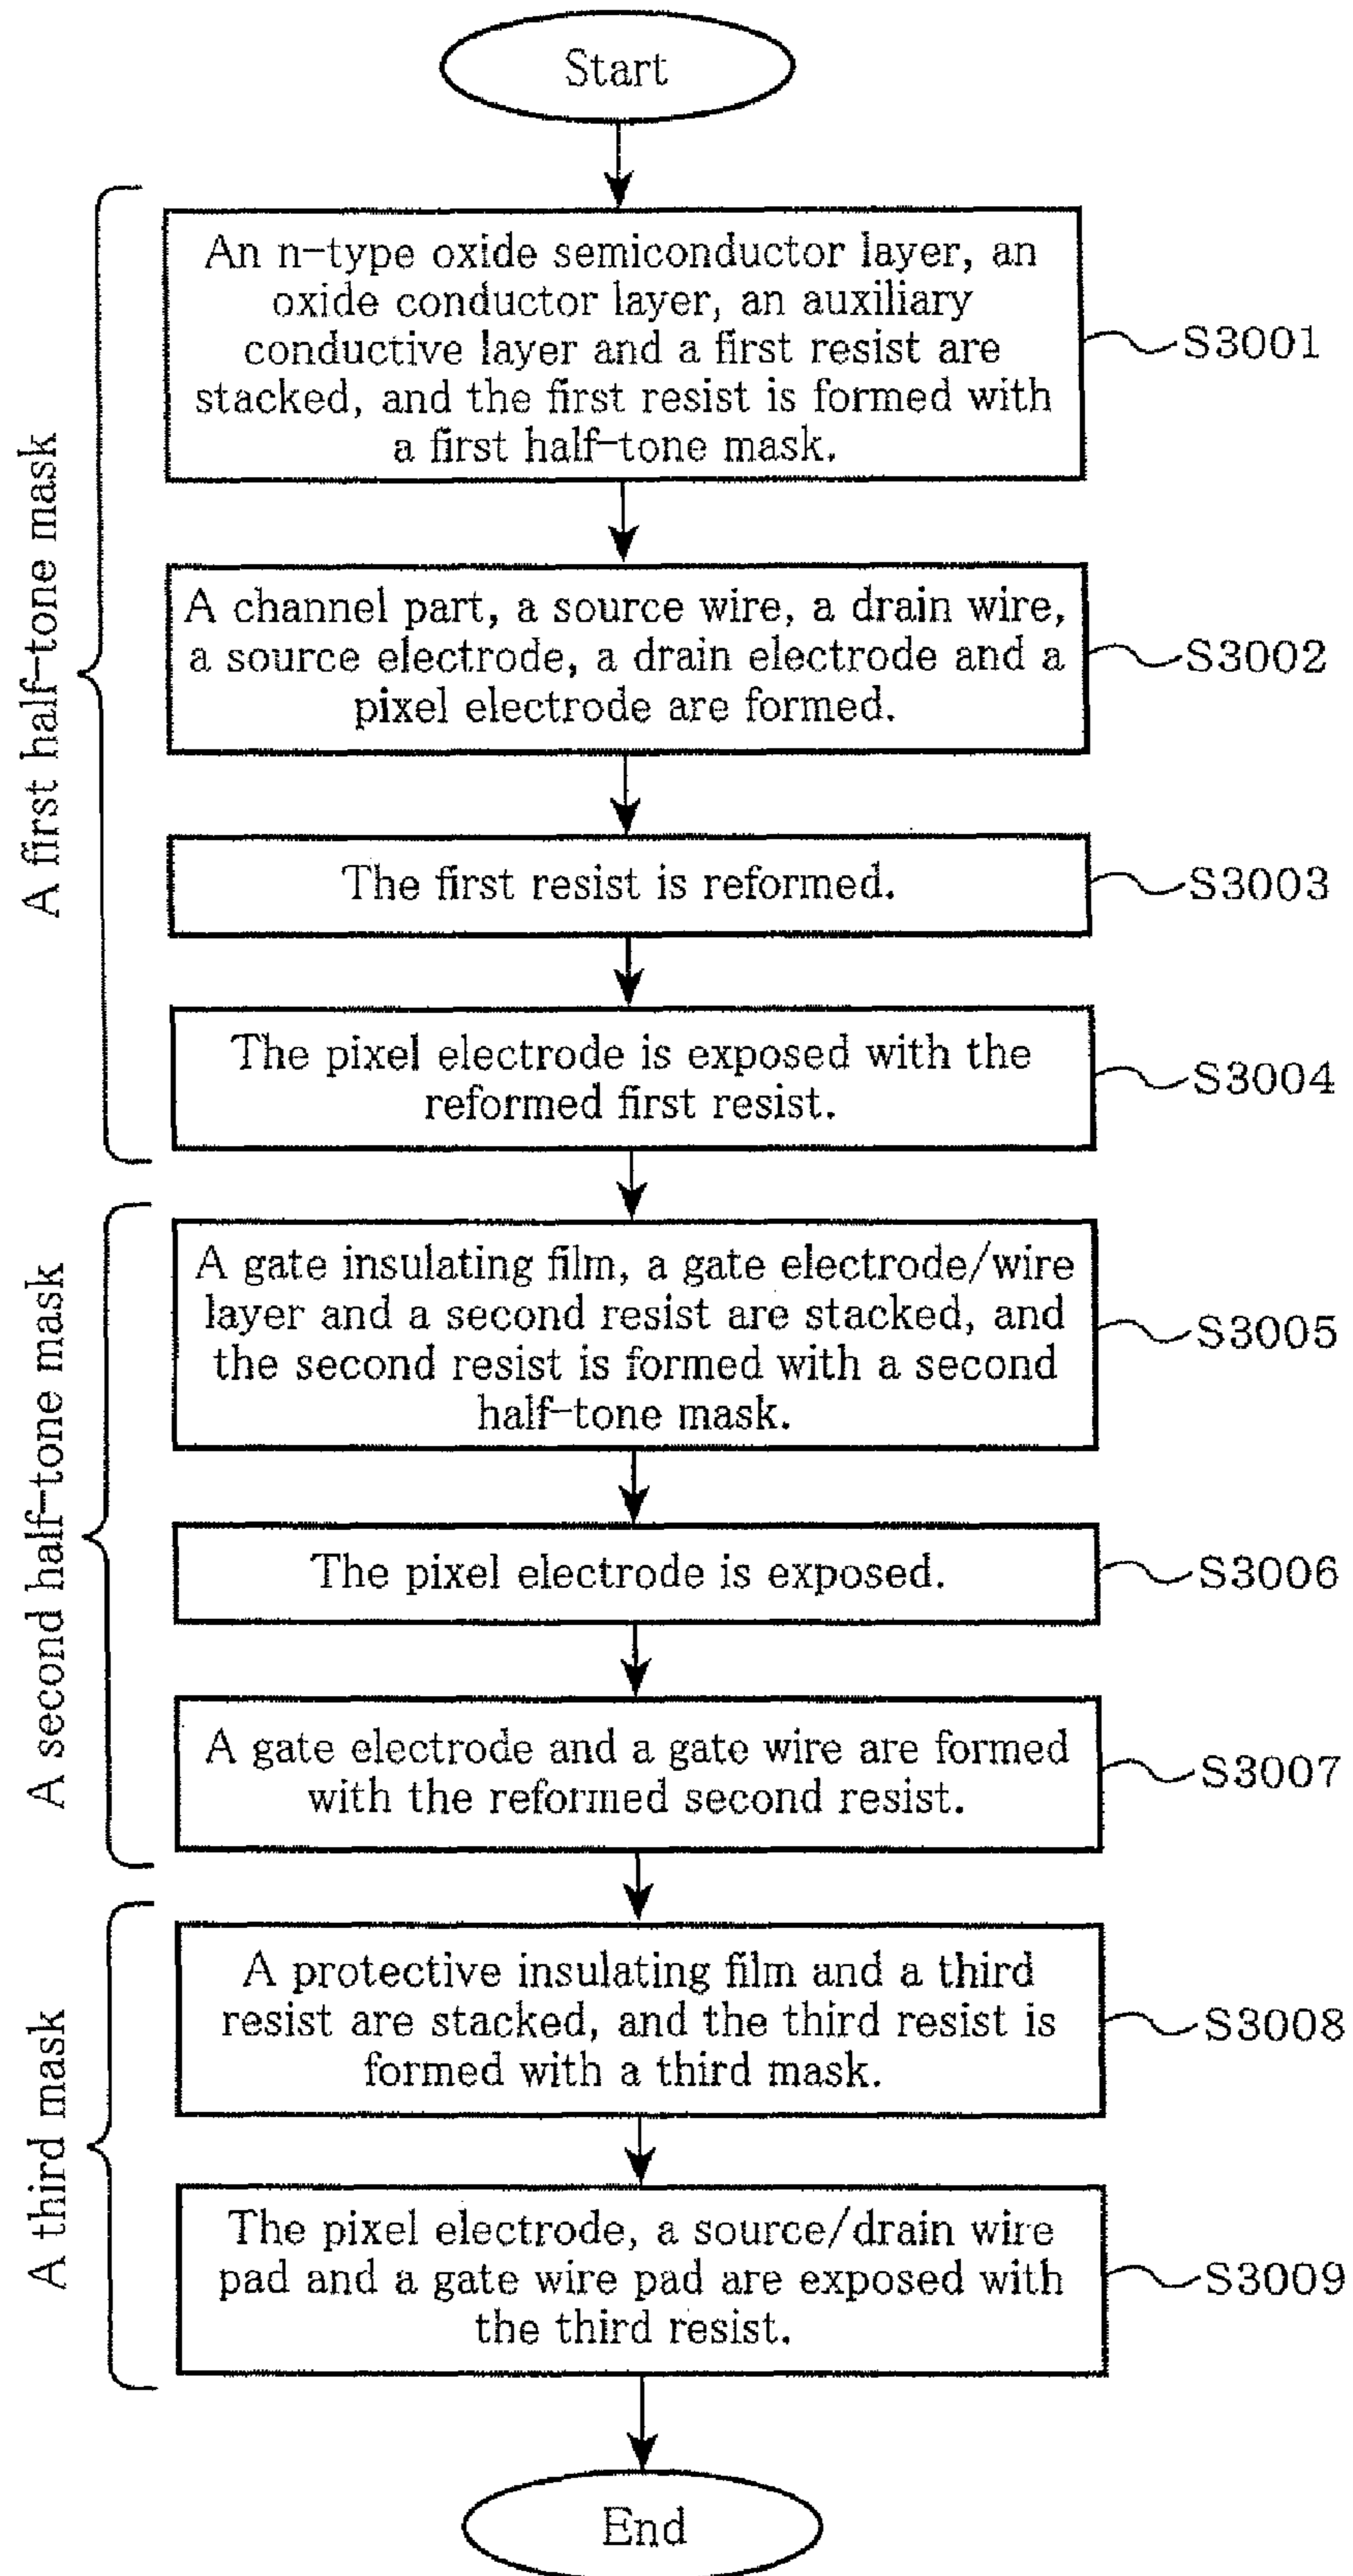 Start
A first half-tone mask
An n-type oxide semiconductor layer, an
oxide conductor layer, an auxiliary
conductive layer and a first resist are
stacked, and the first resist is formed with
a first half-tone mask.
S3001
A channel part, a source wire, a drain wire,
a source electrode, a drain electrode and a
pixel electrode are formed.
S3002
The first resist is reformed.
S3003
The pixel electrode is exposed with the
reformed first resist.
S3004
A second half-tone mask
A gate insulating film, a gate electrode/wire
layer and a second resist are stacked, and
the second resist is formed with a second
half-tone mask.
S3005
The pixel electrode is exposed.
S3006
A gate electrode and a gate wire are formed
with the reformed second resist.
S3007
A third mask
A protective insulating film and a third
resist are stacked, and the third resist is
formed with a third mask.
S3008
The pixel electrode, a source/drain wire
pad and a gate wire pad are exposed with
the third resist.
S3009
End